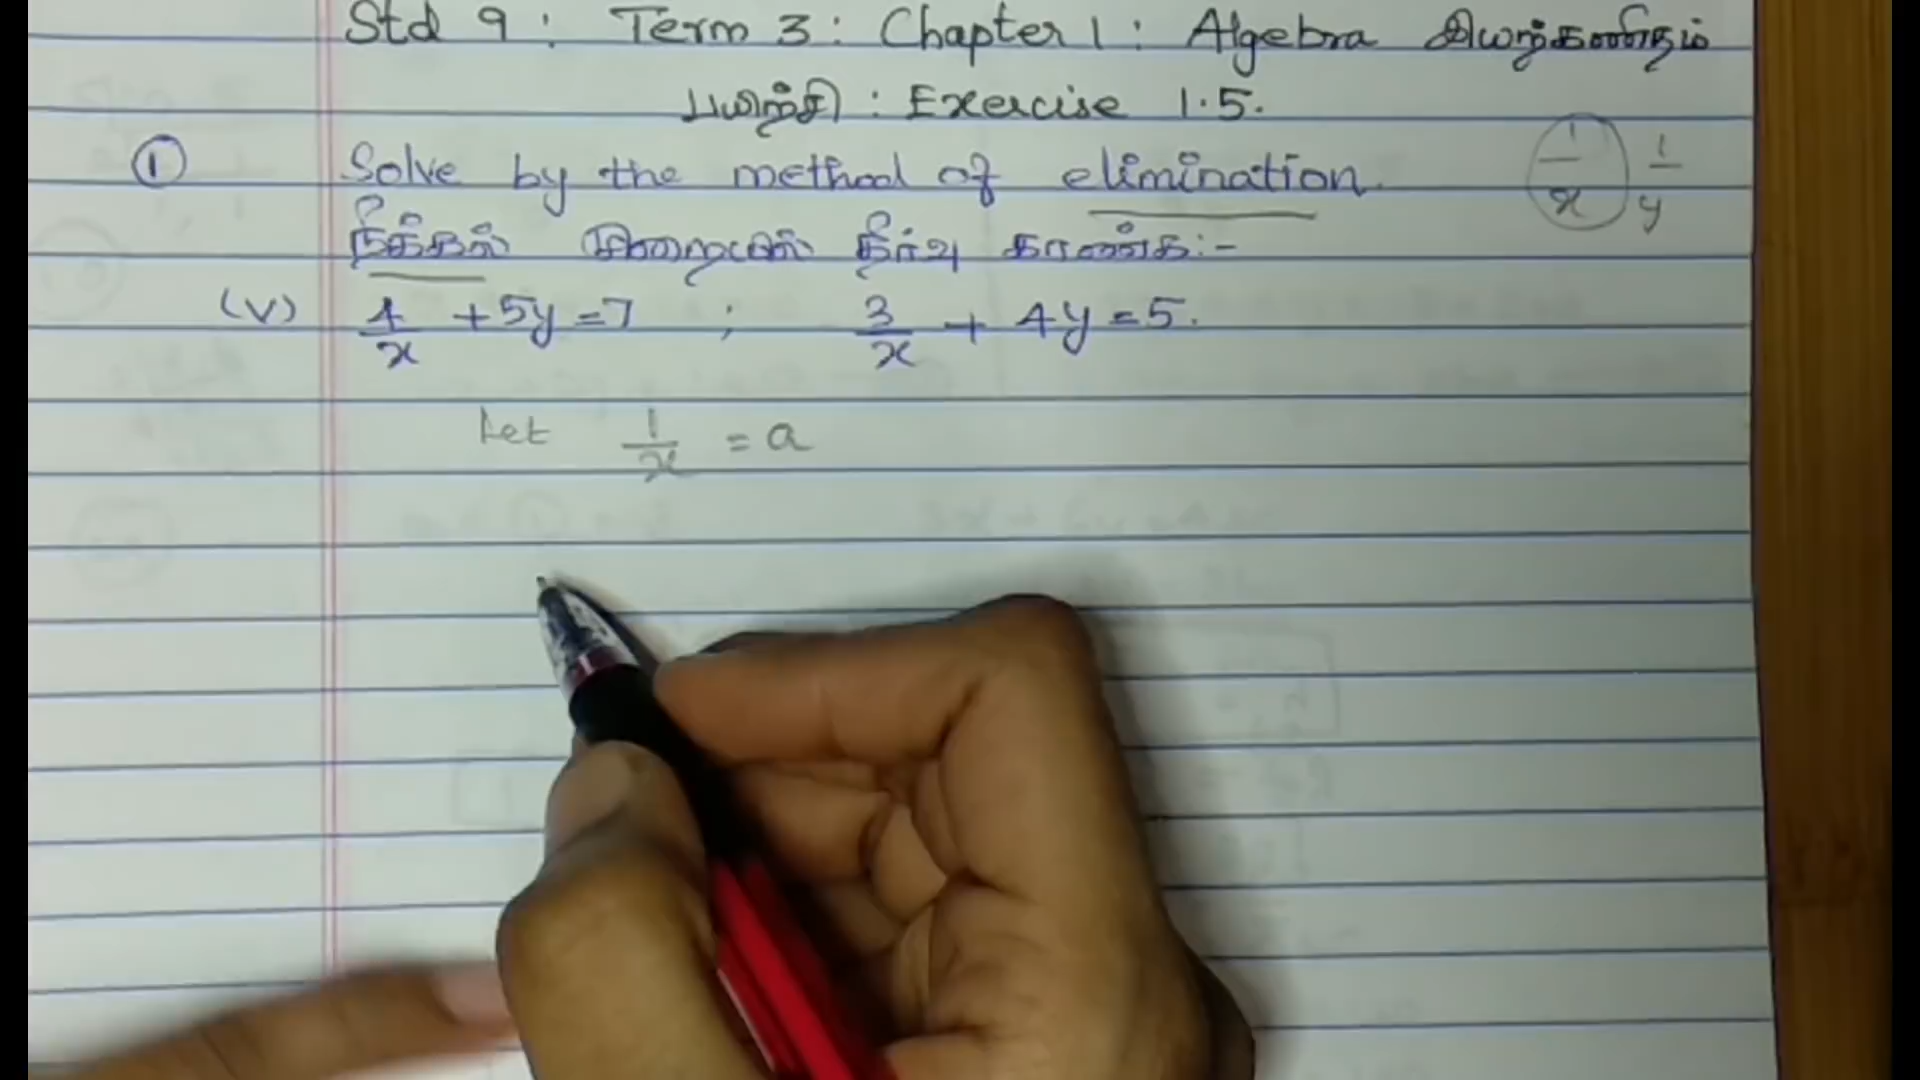 Std 9 : Term 3 : Chapter 1 : Algebra இயற்கணிதம்
பயிற்சி : Exercise 1.5.
① Solve by the method of elimination.
நீக்கல் முறையில் தீர்வு காண்க :-
(v) 4/x + 5y = 7 ; 3/x + 4y = 5.
1/x 1/y
Let 1/x = a